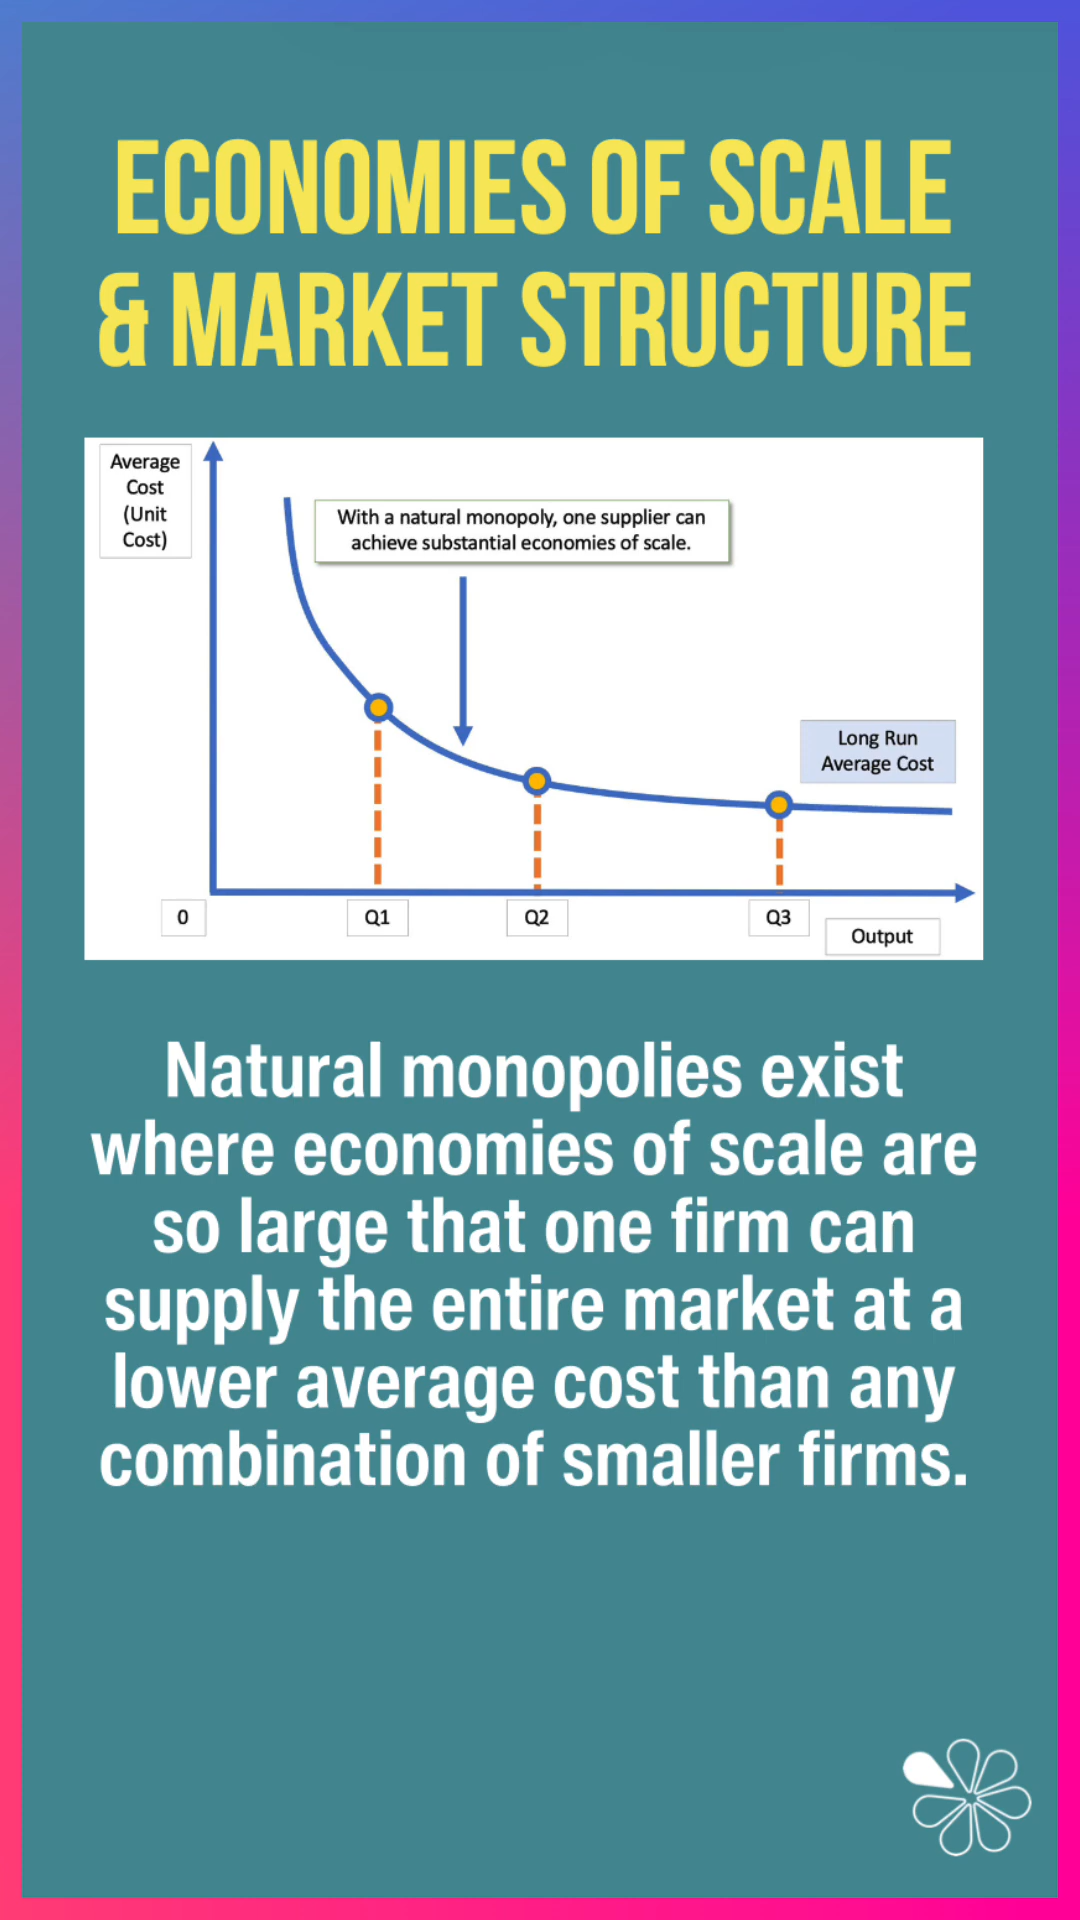 ECONOMIES OF SCALE
& MARKET STRUCTURE
Average
Cost
(Unit
Cost)
With a natural monopoly, one supplier can
achieve substantial economies of scale.
Long Run
Average Cost
0
Q1
Q2
Q3
Output
Natural monopolies exist
where economies of scale are
so large that one firm can
supply the entire market at a
lower average cost than any
combination of smaller firms.